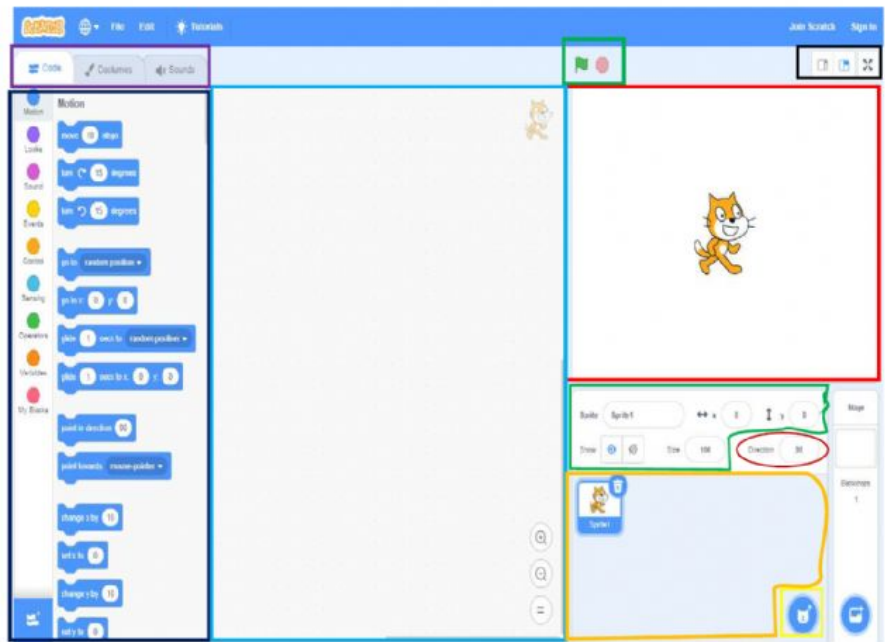 SCRATCH File Edit Tutorials Join Scratch Sign in
Code Costumes Sounds
Motion
Looks
Sound
Events
Control
Sensing
Operators
Variables
My Blocks
Motion
move 10 steps
turn 15 degrees
turn 15 degrees
go to random position
go to x: 0 y: 0
glide 1 secs to random position
glide 1 secs to x: 0 y: 0
point in direction 90
point towards mouse-pointer
change x by 10
set x to 0
change y by 10
set y to 0
Sprite Sprite1 x 0 y 0
Show Size 100 Direction 90
Sprite1
Stage
Backdrops
1